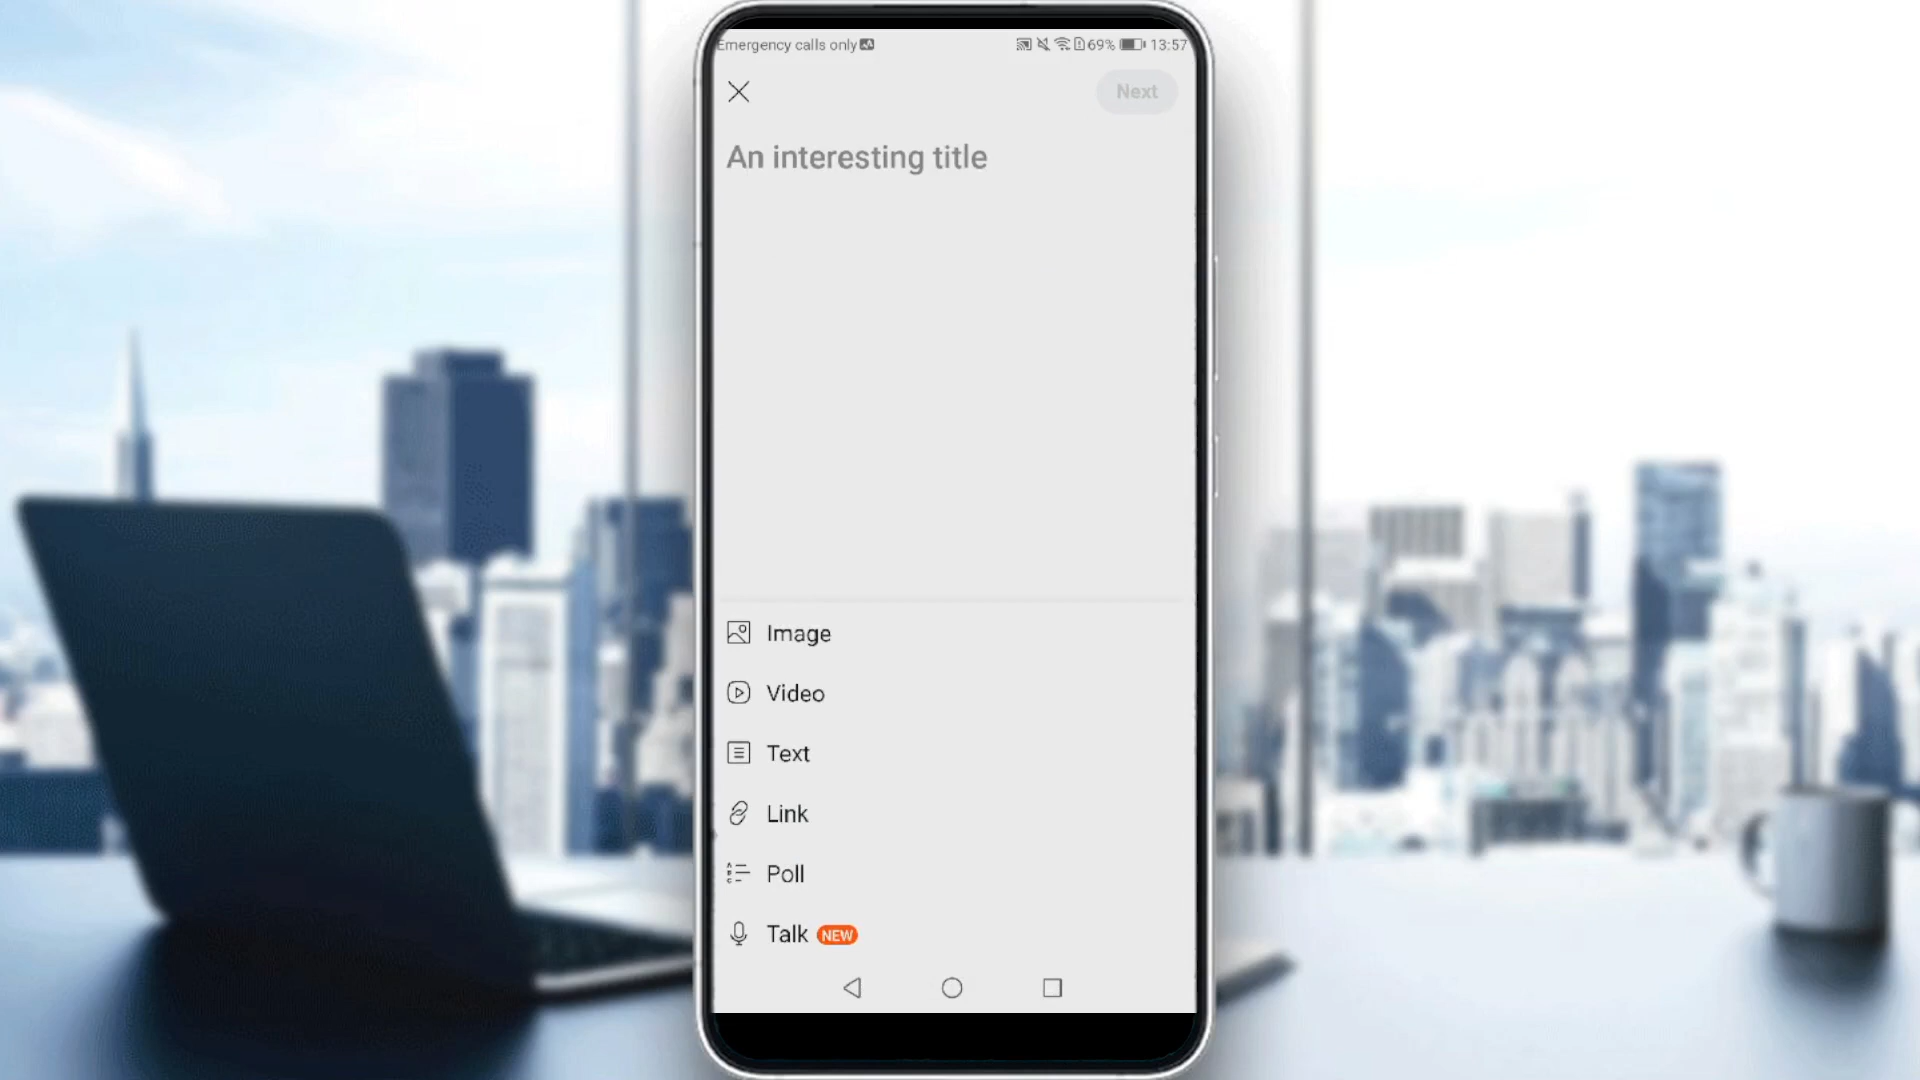 Emergency calls only 69% 13:57
Next
An interesting title
Image
Video
Text
Link
Poll
Talk NEW